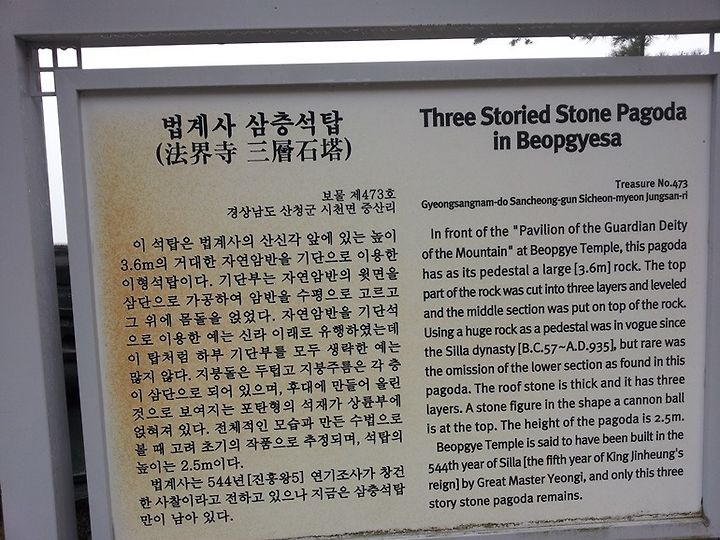 법계사 삼층석탑
(法界寺 三層石塔)
보물 제473호
경상남도 산청군 시천면 중산리
이 석탑은 법계사의 산신각 앞에 있는 높이
3.6m의 거대한 자연암반을 기단으로 이용한
이형석탑이다. 기단부는 자연암반의 윗면을
삼단으로 가공하여 암반을 수평으로 고르고
그 위에 몸돌을 얹었다. 자연암반을 기단석
으로 이용한 예는 신라 이래로 유행하였는데
이 탑처럼 하부 기단부를 모두 생략한 예는
많지 않다. 지붕돌은 두텁고 지붕주름은 각 층
이 삼단으로 되어 있으며, 후대에 만들어 올린
것으로 보여지는 포탄형의 석재가 상륜부에
얹혀져 있다. 전체적인 모습과 만든 수법으로
볼 때 고려 초기의 작품으로 추정되며, 석탑의
높이는 2.5m이다.
법계사는 544년[진흥왕5] 연기조사가 창건
한 사찰이라고 전하고 있으나 지금은 삼층석탑
만이 남아 있다.
Three Storied Stone Pagoda
in Beopgyesa
Treasure No.473
Gyeongsangnam-do Sancheong-gun Sicheon-myeon Jungsan-ri
In front of the "Pavilion of the Guardian Deity
of the Mountain" at Beopgye Temple, this pagoda
has as its pedestal a large [3.6m] rock. The top
part of the rock was cut into three layers and leveled
and the middle section was put on top of the rock.
Using a huge rock as a pedestal was in vogue since
the Silla dynasty [B.C.57~A.D.935], but rare was
the omission of the lower section as found in this
pagoda. The roof stone is thick and it has three
layers. A stone figure in the shape a cannon ball
is at the top. The height of the pagoda is 2.5m.
Beopgye Temple is said to have been built in the
544th year of Silla [the fifth year of King Jinheung's
reign] by Great Master Yeongi, and only this three
story stone pagoda remains.